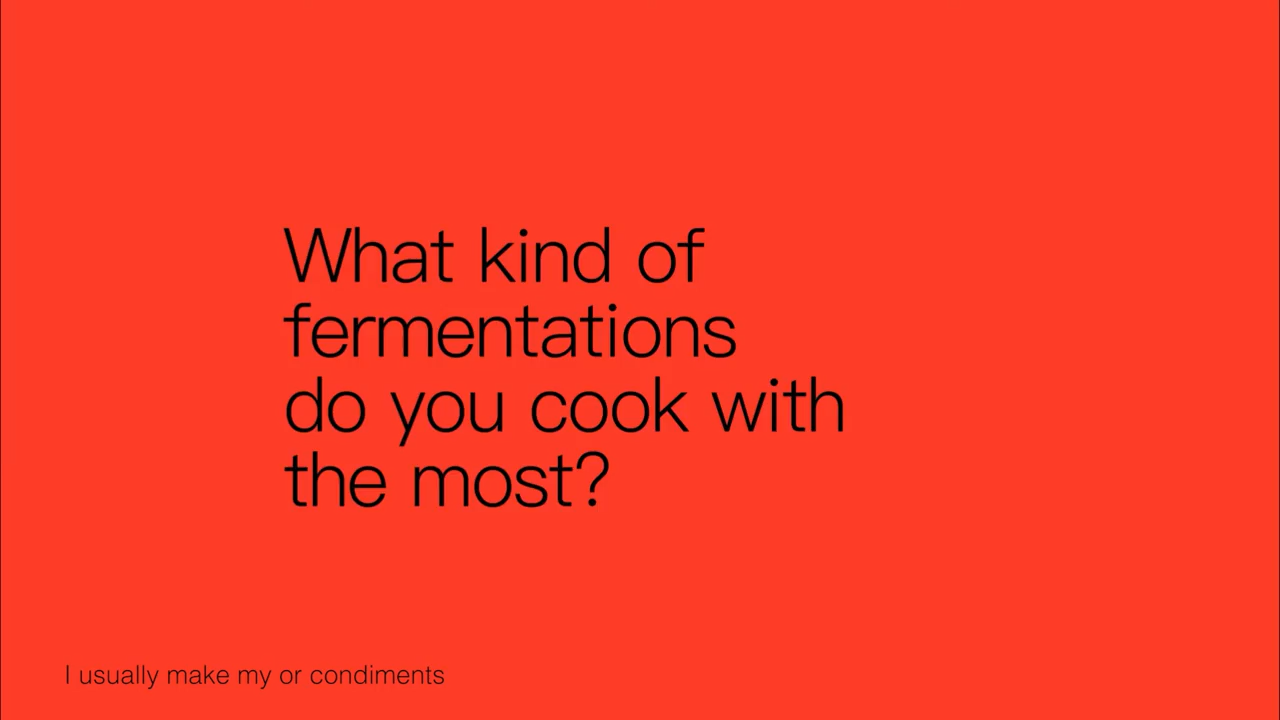 What kind of
fermentations
do you cook with
the most?
I usually make my or condiments